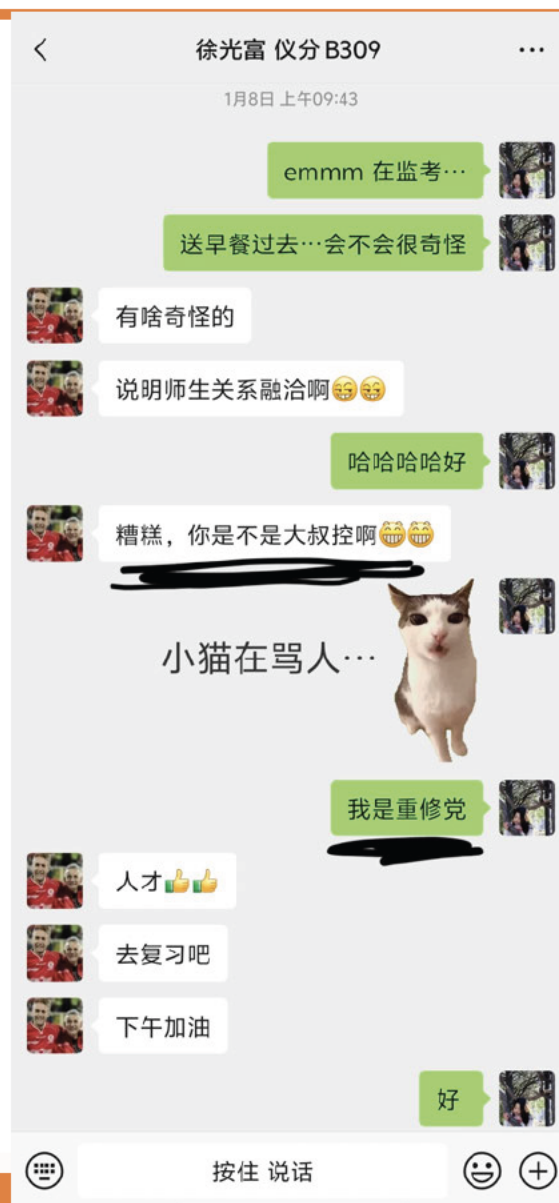 徐光富 仪分B309
1月8日 上午09:43
emmm 在监考…
送早餐过去…会不会很奇怪
有啥奇怪的
说明师生关系融洽啊😁😁
哈哈哈哈好
糟糕，你是不是大叔控啊😁😁
小猫在骂人…
我是重修党
人才👍👍
去复习吧
下午加油
好
按住 说话